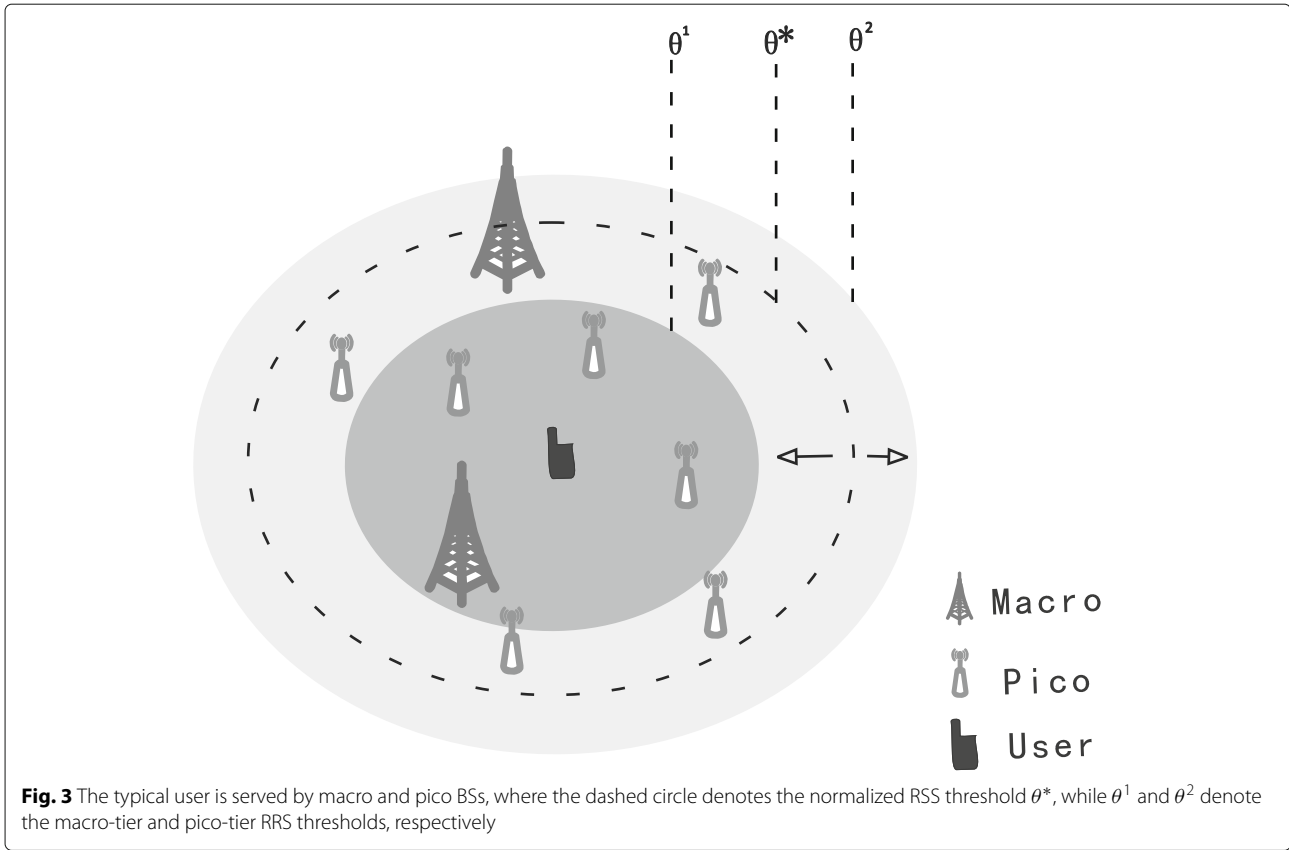 θ¹ θ* θ²
Macro
Pico
User
Fig. 3 The typical user is served by macro and pico BSs, where the dashed circle denotes the normalized RSS threshold θ*, while θ¹ and θ² denote
the macro-tier and pico-tier RRS thresholds, respectively